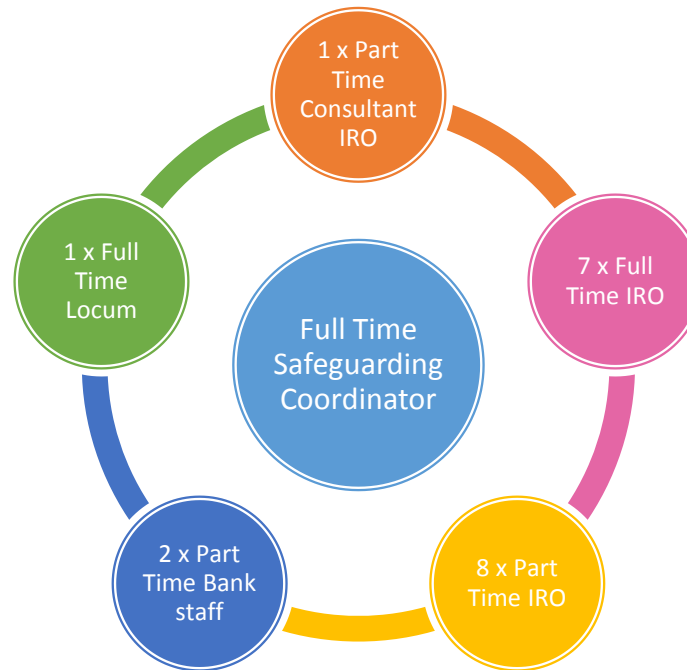 1 x Part
Time
Consultant
IRO
7 x Full
Time IRO
8 x Part
Time IRO
2 x Part
Time Bank
staff
1 x Full
Time
Locum
Full Time
Safeguarding
Coordinator